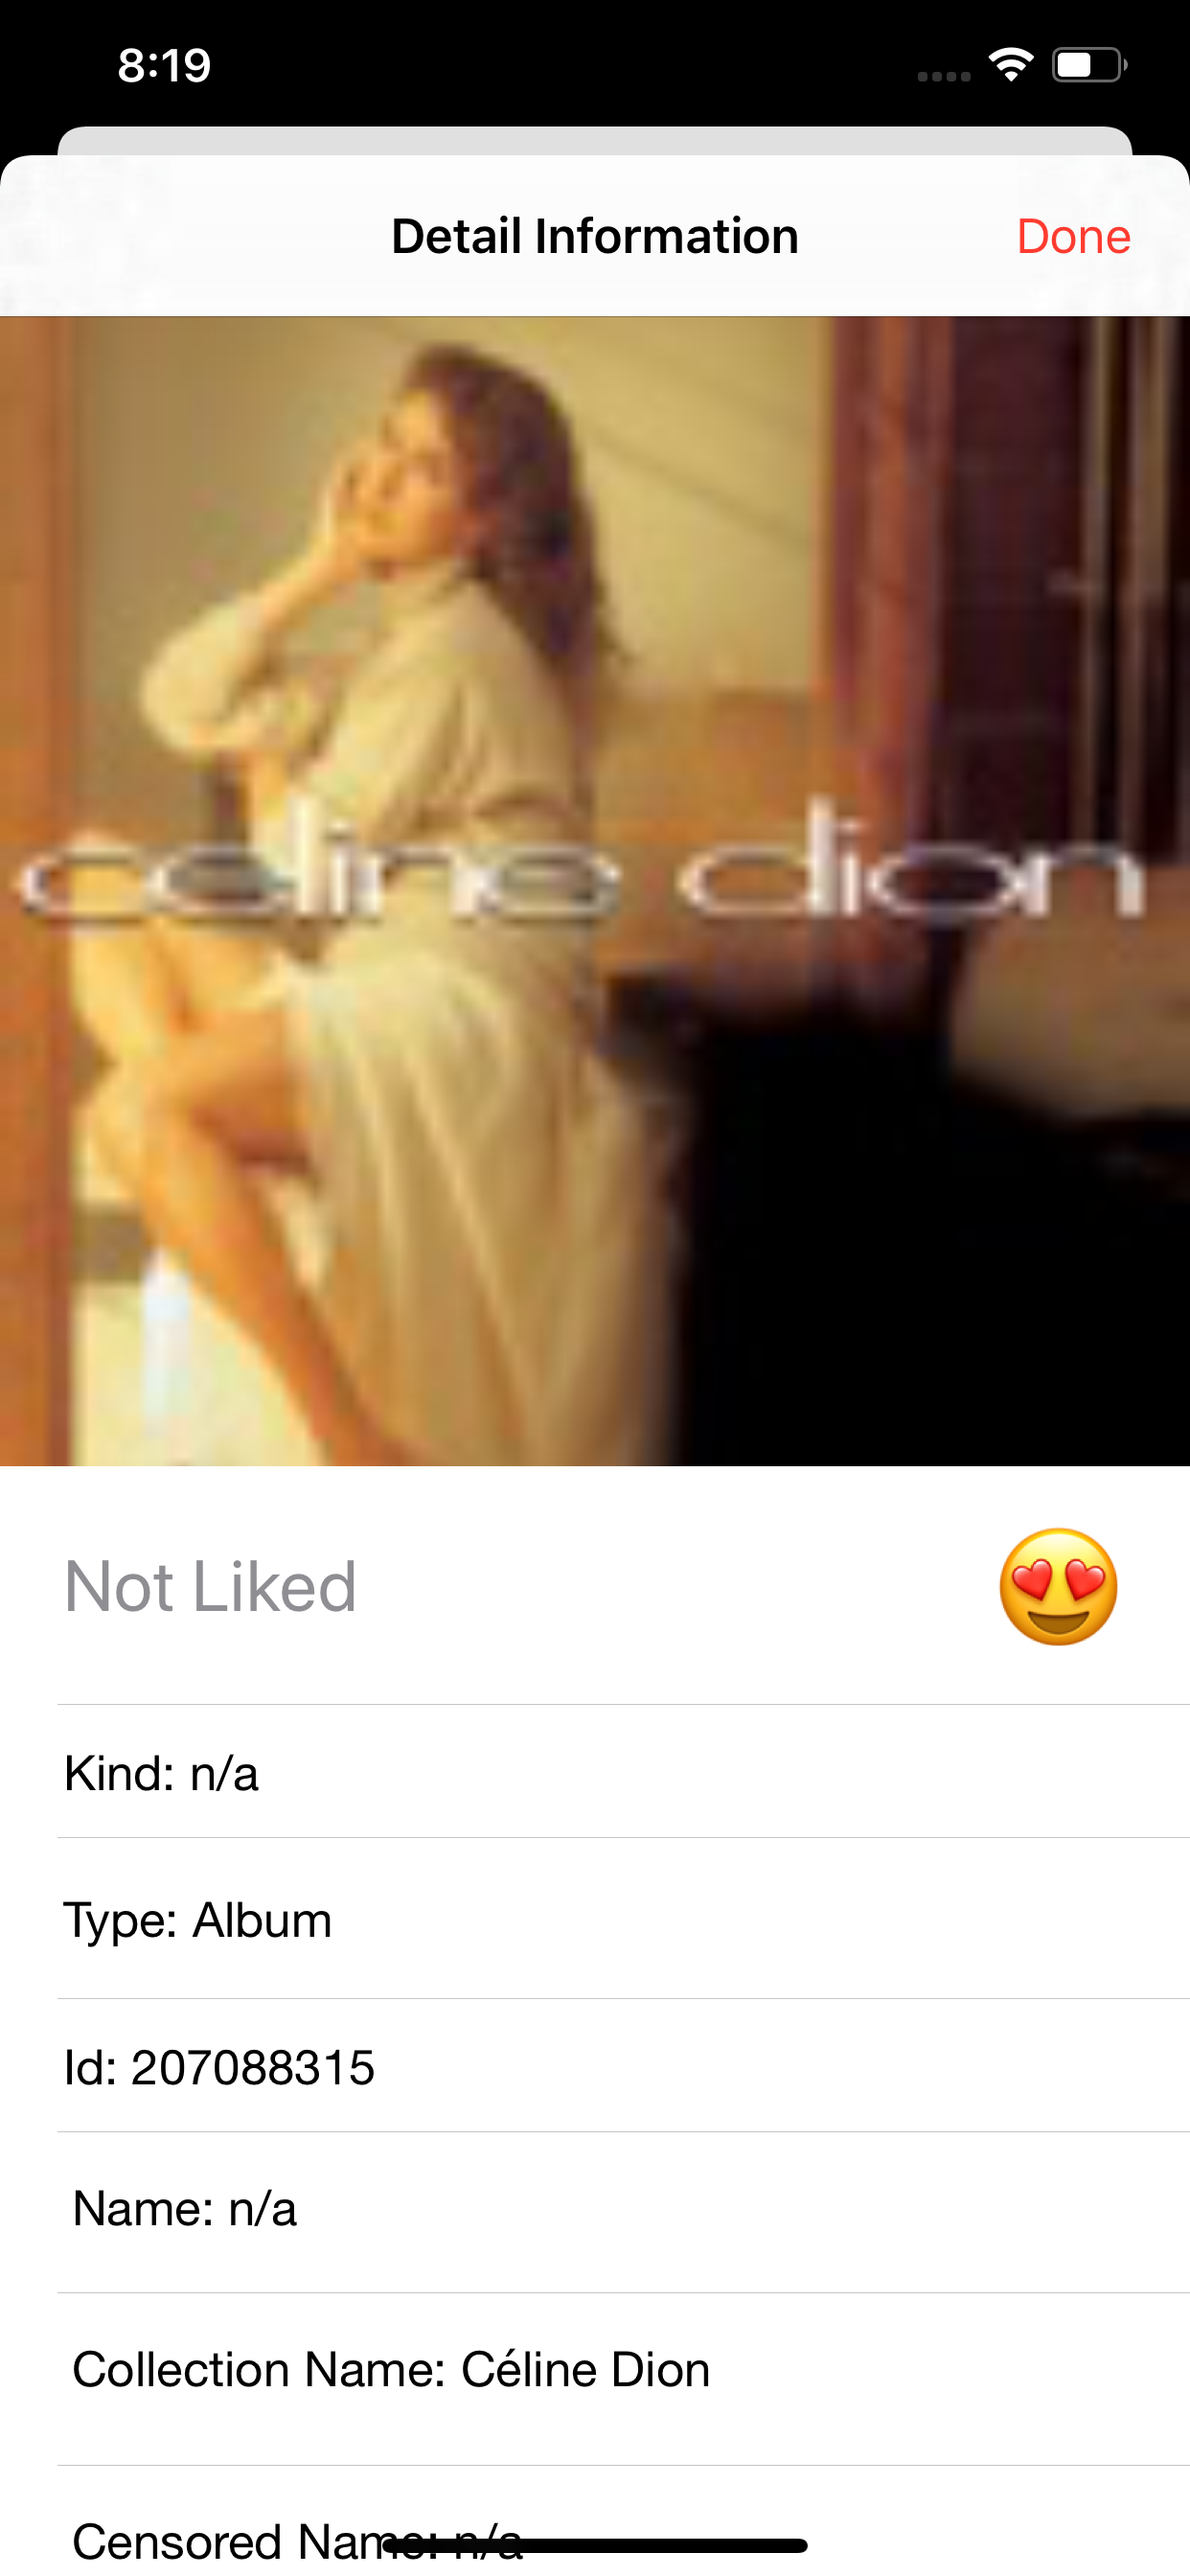 8:19
Detail Information
Done
celine dion
Not Liked
Kind: n/a
Type: Album
Id: 207088315
Name: n/a
Collection Name: Céline Dion
Censored Name: n/a